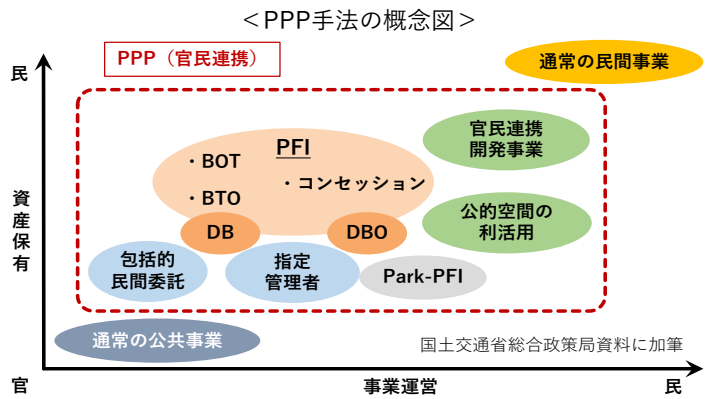 ＜PPP手法の概念図＞
PPP（官民連携）
通常の民間事業
民
官民連携
開発事業
PFI
・BOT
・コンセッション
・BTO
公的空間の
利活用
資産保有
DB
DBO
包括的
民間委託
指定
管理者
Park-PFI
通常の公共事業
国土交通省総合政策局資料に加筆
官
事業運営
民